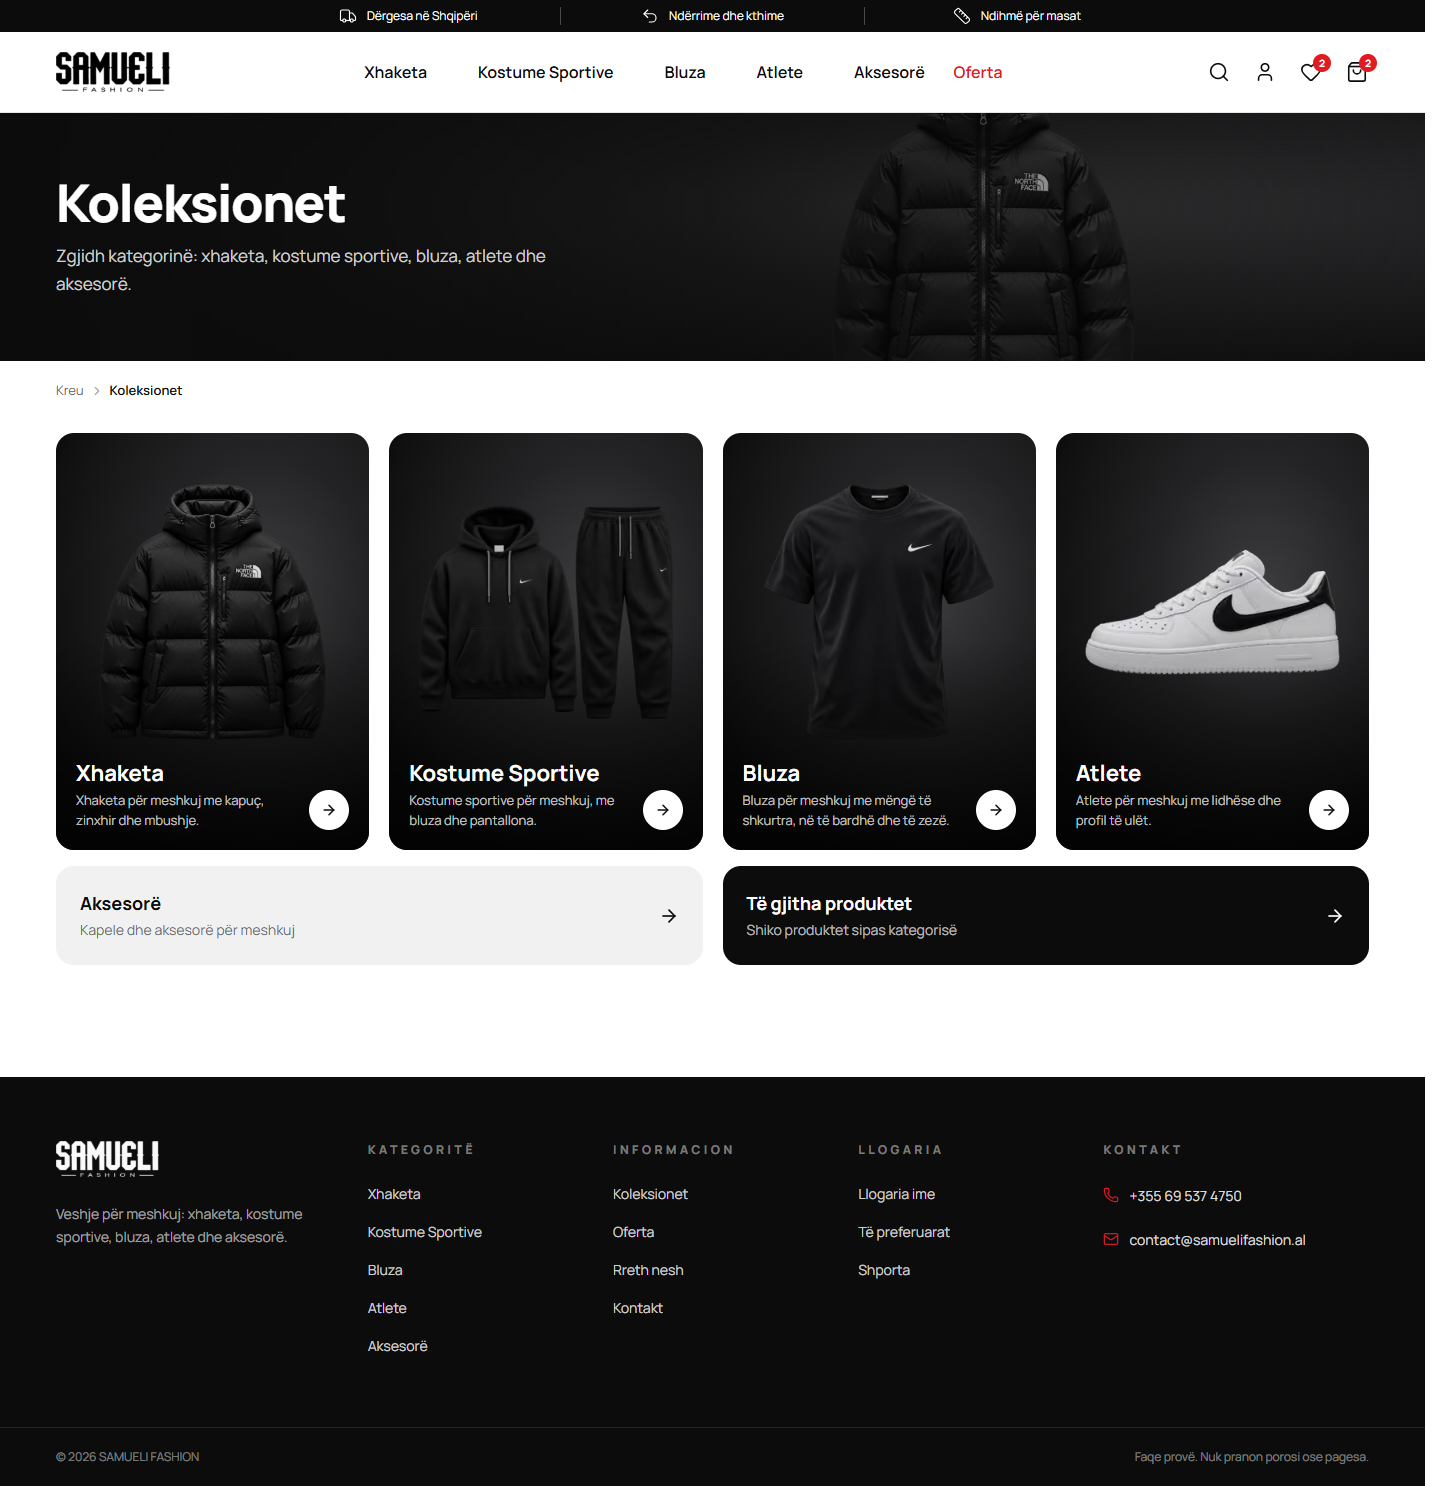 Dërgesa në Shqipëri
Ndërrime dhe kthime
Ndihmë për masat
SAMUELI
FASHION
Xhaketa
Kostume Sportive
Bluza
Atlete
Aksesorë
Oferta
2
2
Koleksionet
Zgjidh kategorinë: xhaketa, kostume sportive, bluza, atlete dhe
aksesorë.
THE
NORTH
FACE
Kreu
Koleksionet
THE
NORTH
FACE
Xhaketa
Xhaketa për meshkuj me kapuç,
zinxhir dhe mbushje.
Kostume Sportive
Kostume sportive për meshkuj, me
bluza dhe pantallona.
Bluza
Bluza për meshkuj me mëngë të
shkurtra, në të bardhë dhe të zezë.
Atlete
Atlete për meshkuj me lidhëse dhe
profil të ulët.
Aksesorë
Kapele dhe aksesorë për meshkuj
Të gjitha produktet
Shiko produktet sipas kategorisë
SAMUELI
FASHION
Veshje për meshkuj: xhaketa, kostume
sportive, bluza, atlete dhe aksesorë.
KATEGORITË
Xhaketa
Kostume Sportive
Bluza
Atlete
Aksesorë
INFORMACION
Koleksionet
Oferta
Rreth nesh
Kontakt
LLOGARIA
Llogaria ime
Të preferuarat
Shporta
KONTAKT
+355 69 537 4750
contact@samuelifashion.al
© 2026 SAMUELI FASHION
Faqe provë. Nuk pranon porosi ose pagesa.